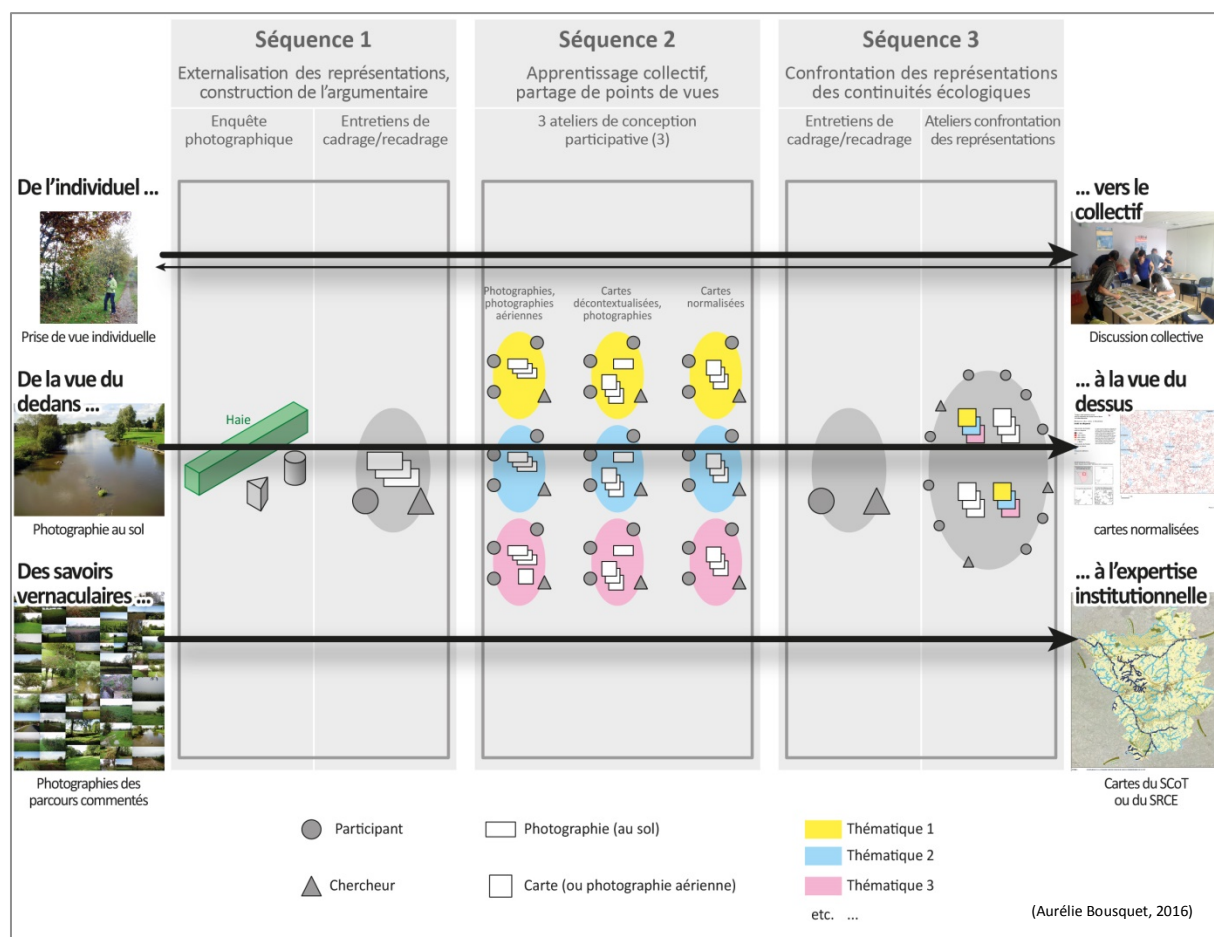 Séquence 1
Externalisation des représentations,
construction de l'argumentaire
Enquête
photographique
Entretiens de
cadrage/recadrage
Séquence 2
Apprentissage collectif,
partage de points de vues
3 ateliers de conception
participative (3)
Séquence 3
Confrontation des représentations
des continuités écologiques
Entretiens de
cadrage/recadrage
Ateliers confrontation
des représentations
De l'individuel ...
Prise de vue individuelle
... vers le
collectif
Discussion collective
Photographies,
photographies
aériennes
Cartes
décontextualisées,
photographies
Cartes
normalisées
De la vue du
dedans ...
Photographie au sol
Haie
... à la vue du
dessus
cartes normalisées
Des savoirs
vernaculaires ...
Photographies des
parcours commentés
... à l'expertise
institutionnelle
Cartes du SCoT
ou du SRCE
Participant
Chercheur
Photographie (au sol)
Carte (ou photographie aérienne)
Thématique 1
Thématique 2
Thématique 3
etc. ...
(Aurélie Bousquet, 2016)